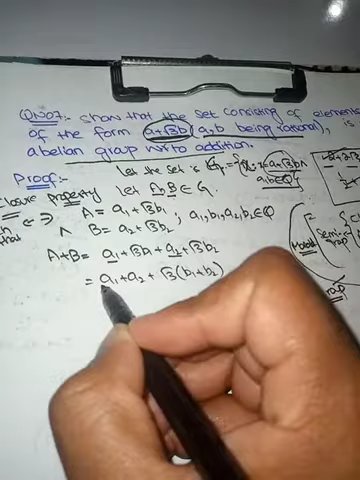 QNo7:- show that the set consisting of elements
of the form a+√3b (a,b being rational), is
abelian group w.r.to addition.
Proof:- Let the set is G = {x : x = a+√3b ∧ a,b∈Q}
closure property Let A, B ∈ G.
<=> A = a₁+√3b₁ ; a₁,b₁,a₂,b₂∈Q
that ∧ B = a₂+√3b₂
A+B = a₁+√3b₁ + a₂+√3b₂
= a₁+a₂ + √3(b₁+b₂)